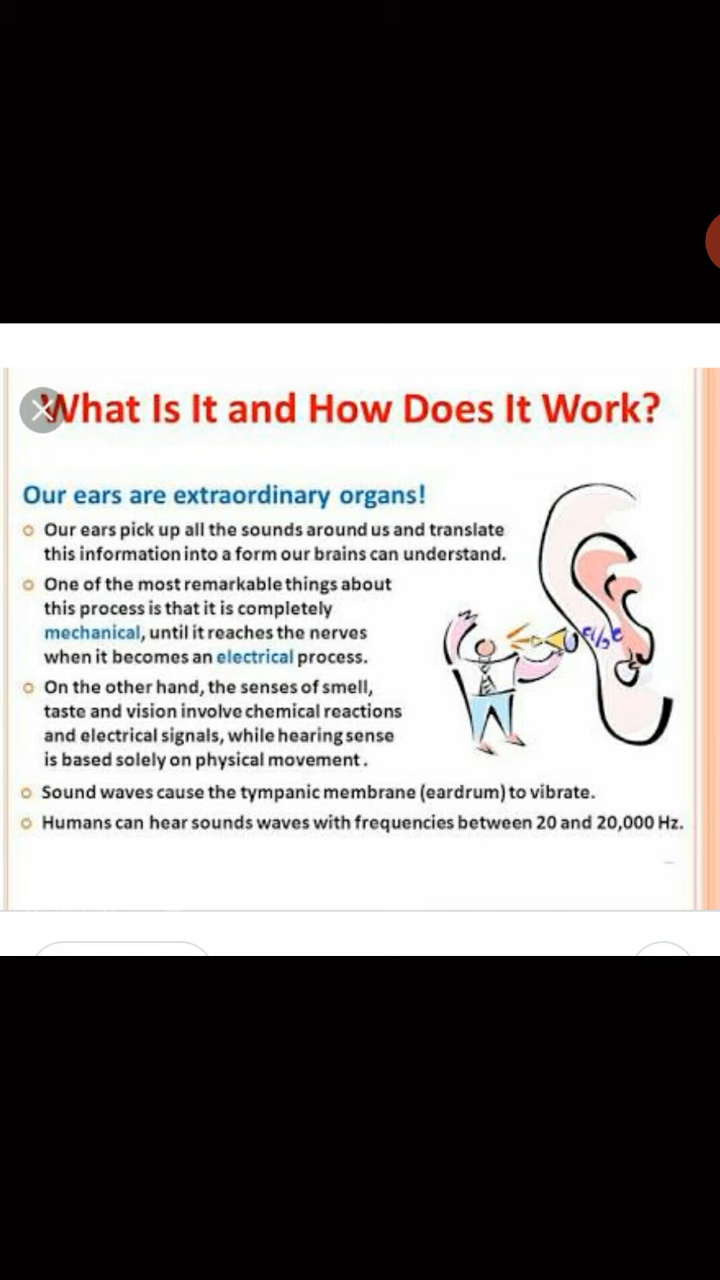 What Is It and How Does It Work?
Our ears are extraordinary organs!
Our ears pick up all the sounds around us and translate
this information into a form our brains can understand.
One of the most remarkable things about
this process is that it is completely
mechanical, until it reaches the nerves
when it becomes an electrical process.
On the other hand, the senses of smell,
taste and vision involve chemical reactions
and electrical signals, while hearing sense
is based solely on physical movement.
Sound waves cause the tympanic membrane (eardrum) to vibrate.
Humans can hear sounds waves with frequencies between 20 and 20,000 Hz.